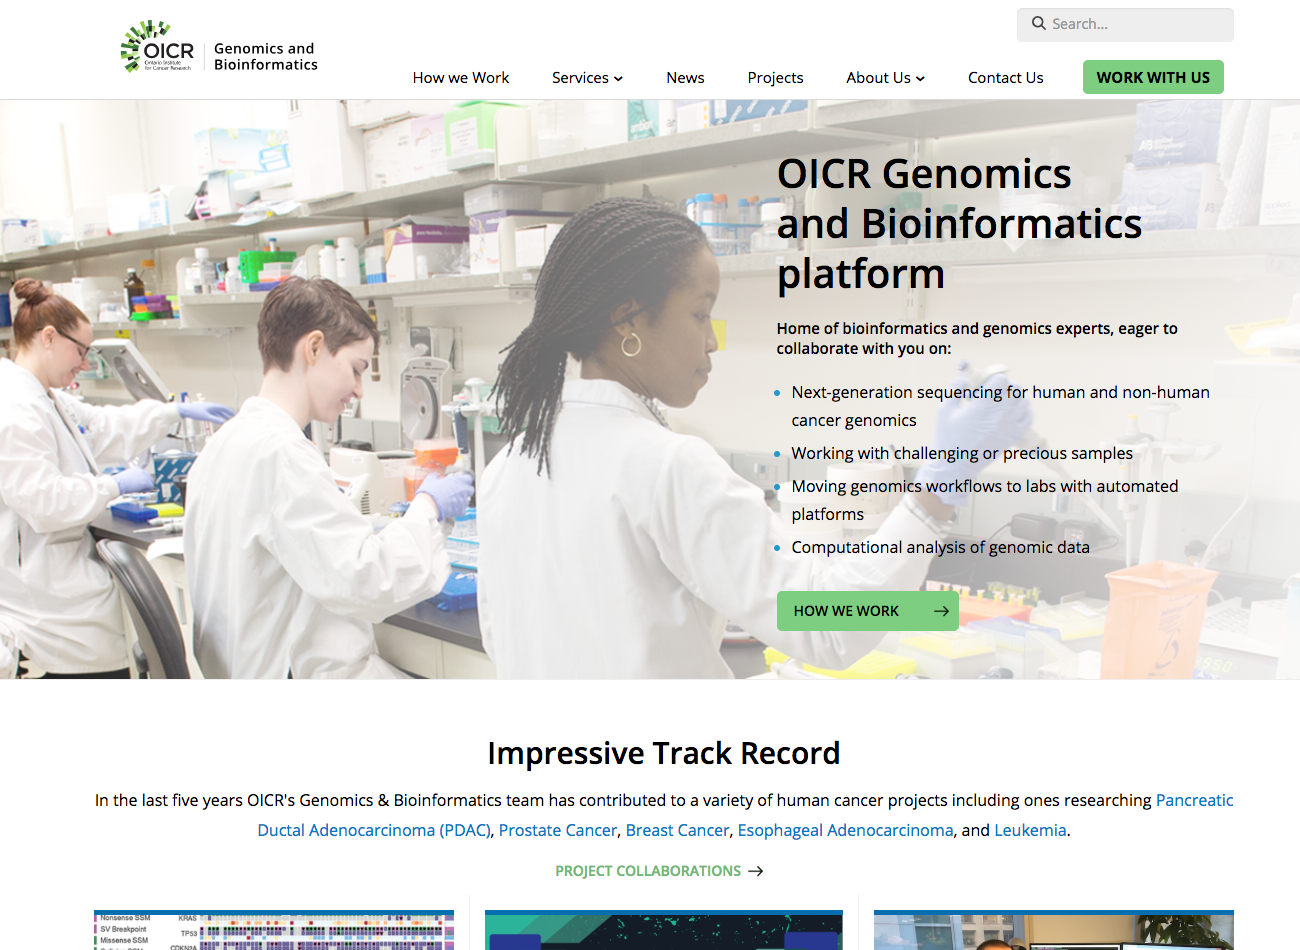 Search...
OICR
Ontario Institute
for Cancer Research
Genomics and
Bioinformatics
How we Work
Services
News
Projects
About Us
Contact Us
WORK WITH US
OICR Genomics
and Bioinformatics
platform
Home of bioinformatics and genomics experts, eager to
collaborate with you on:
Next-generation sequencing for human and non-human
cancer genomics
Working with challenging or precious samples
Moving genomics workflows to labs with automated
platforms
Computational analysis of genomic data
HOW WE WORK
Impressive Track Record
In the last five years OICR's Genomics & Bioinformatics team has contributed to a variety of human cancer projects including ones researching Pancreatic
Ductal Adenocarcinoma (PDAC), Prostate Cancer, Breast Cancer, Esophageal Adenocarcinoma, and Leukemia.
PROJECT COLLABORATIONS
Nonsense SSM
KRAS
SV Breakpoint
TP53
Missense SSM
CDKN2A